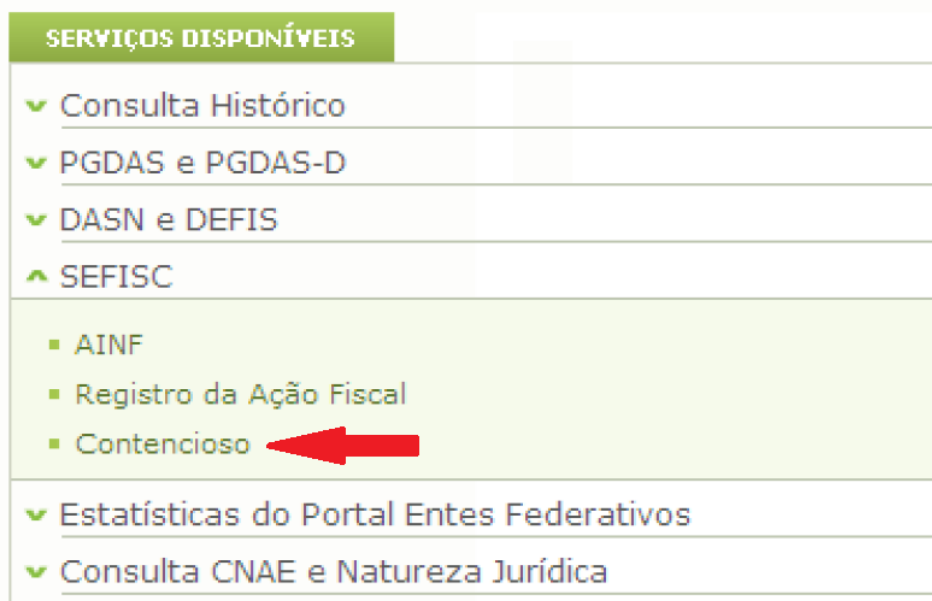 SERVIÇOS DISPONÍVEIS
Consulta Histórico
PGDAS e PGDAS-D
DASN e DEFIS
SEFISC
AINF
Registro da Ação Fiscal
Contencioso
Estatísticas do Portal Entes Federativos
Consulta CNAE e Natureza Jurídica